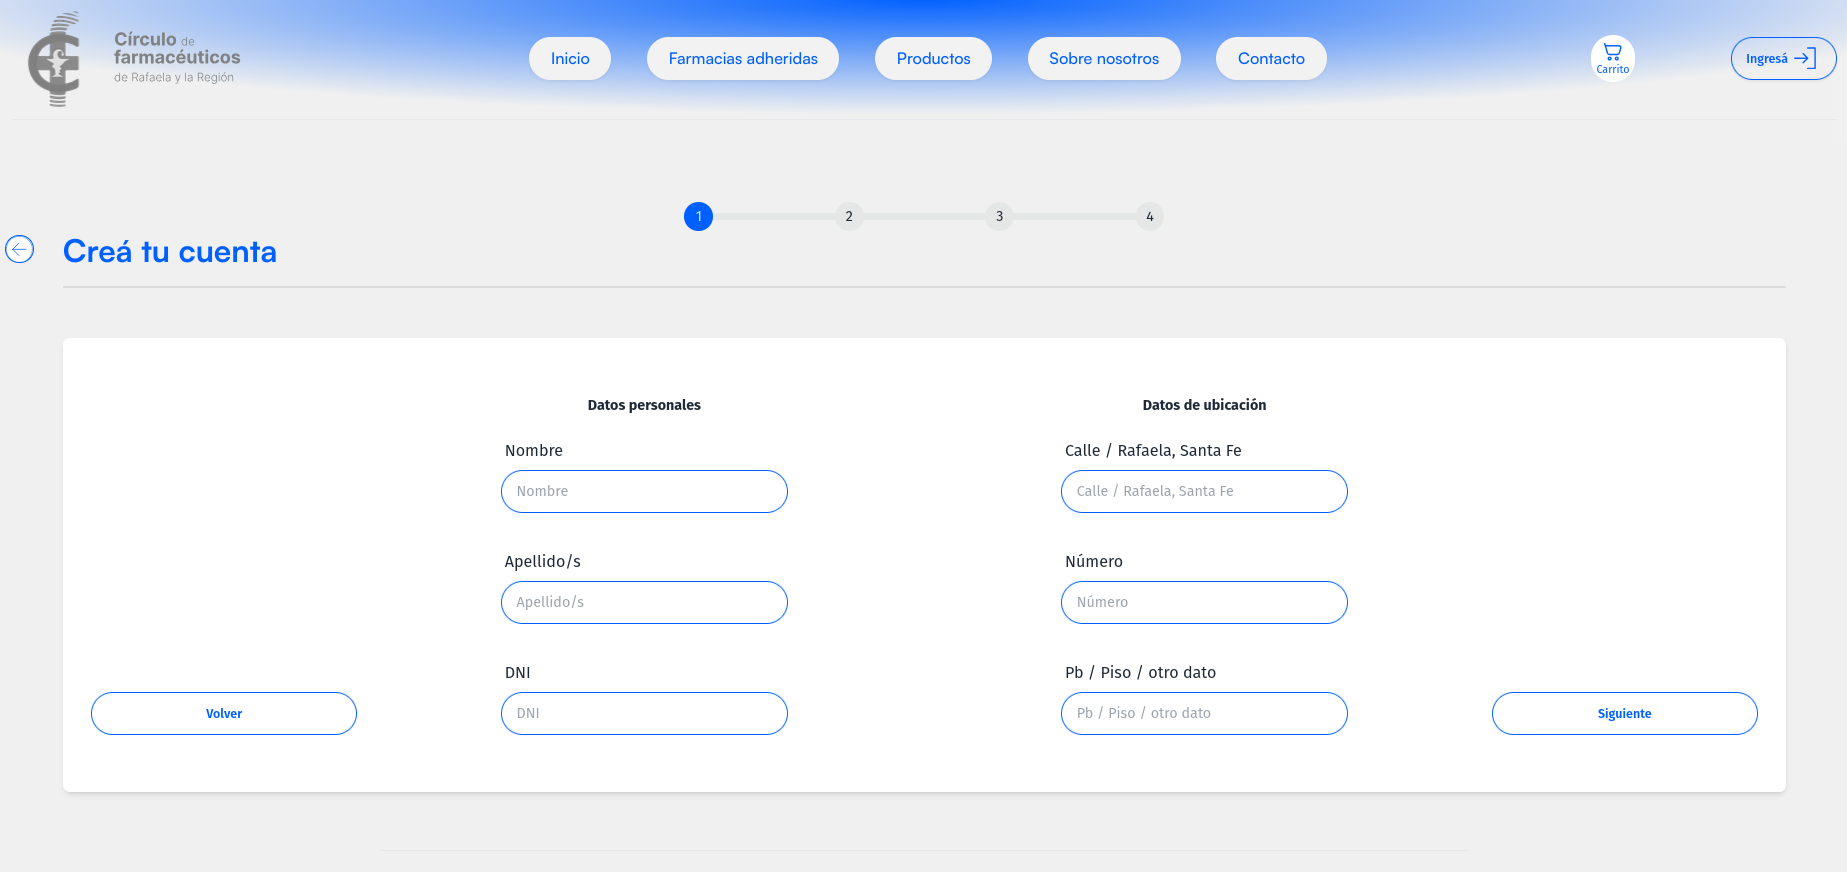 Círculo de
farmacéuticos
de Rafaela y la Región
Inicio
Farmacias adheridas
Productos
Sobre nosotros
Contacto
Carrito
Ingresá
1
2
3
4
Creá tu cuenta
Datos personales
Nombre
Nombre
Apellido/s
Apellido/s
DNI
DNI
Datos de ubicación
Calle / Rafaela, Santa Fe
Calle / Rafaela, Santa Fe
Número
Número
Pb / Piso / otro dato
Pb / Piso / otro dato
Volver
Siguiente